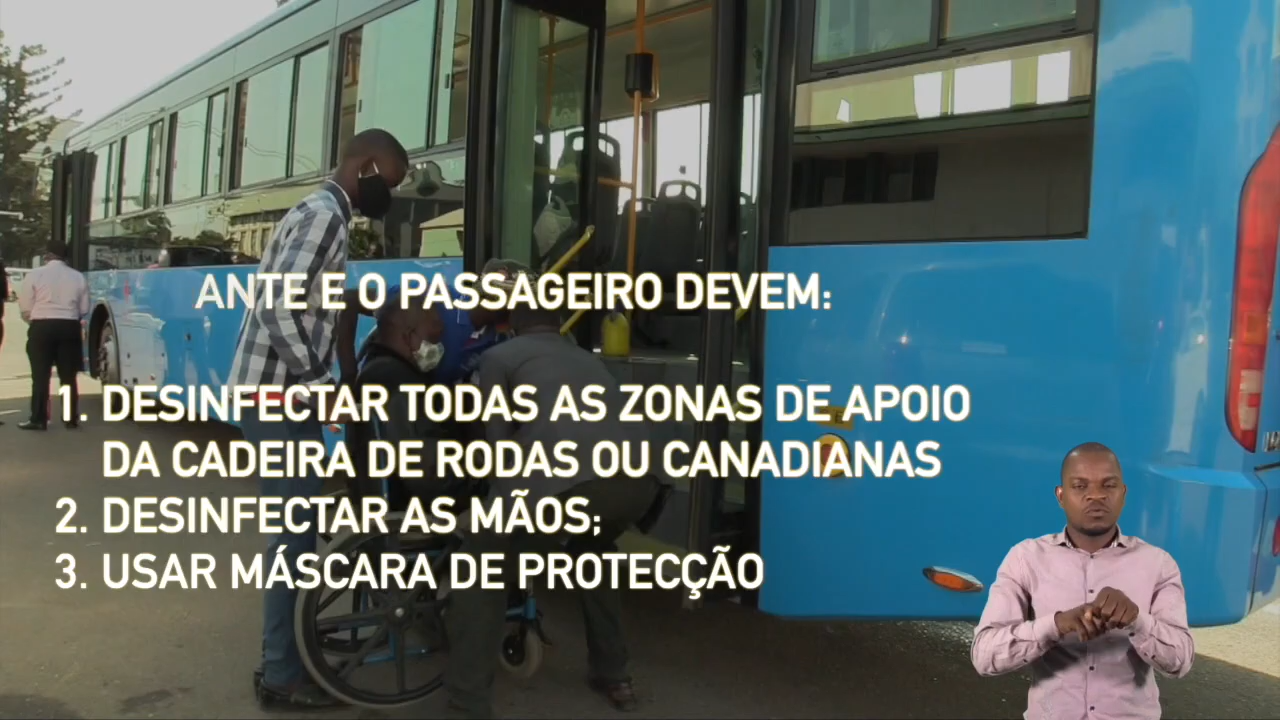 ANTE E O PASSAGEIRO DEVEM:
1. DESINFECTAR TODAS AS ZONAS DE APOIO
DA CADEIRA DE RODAS OU CANADIANAS
2. DESINFECTAR AS MÃOS;
3. USAR MÁSCARA DE PROTECÇÃO